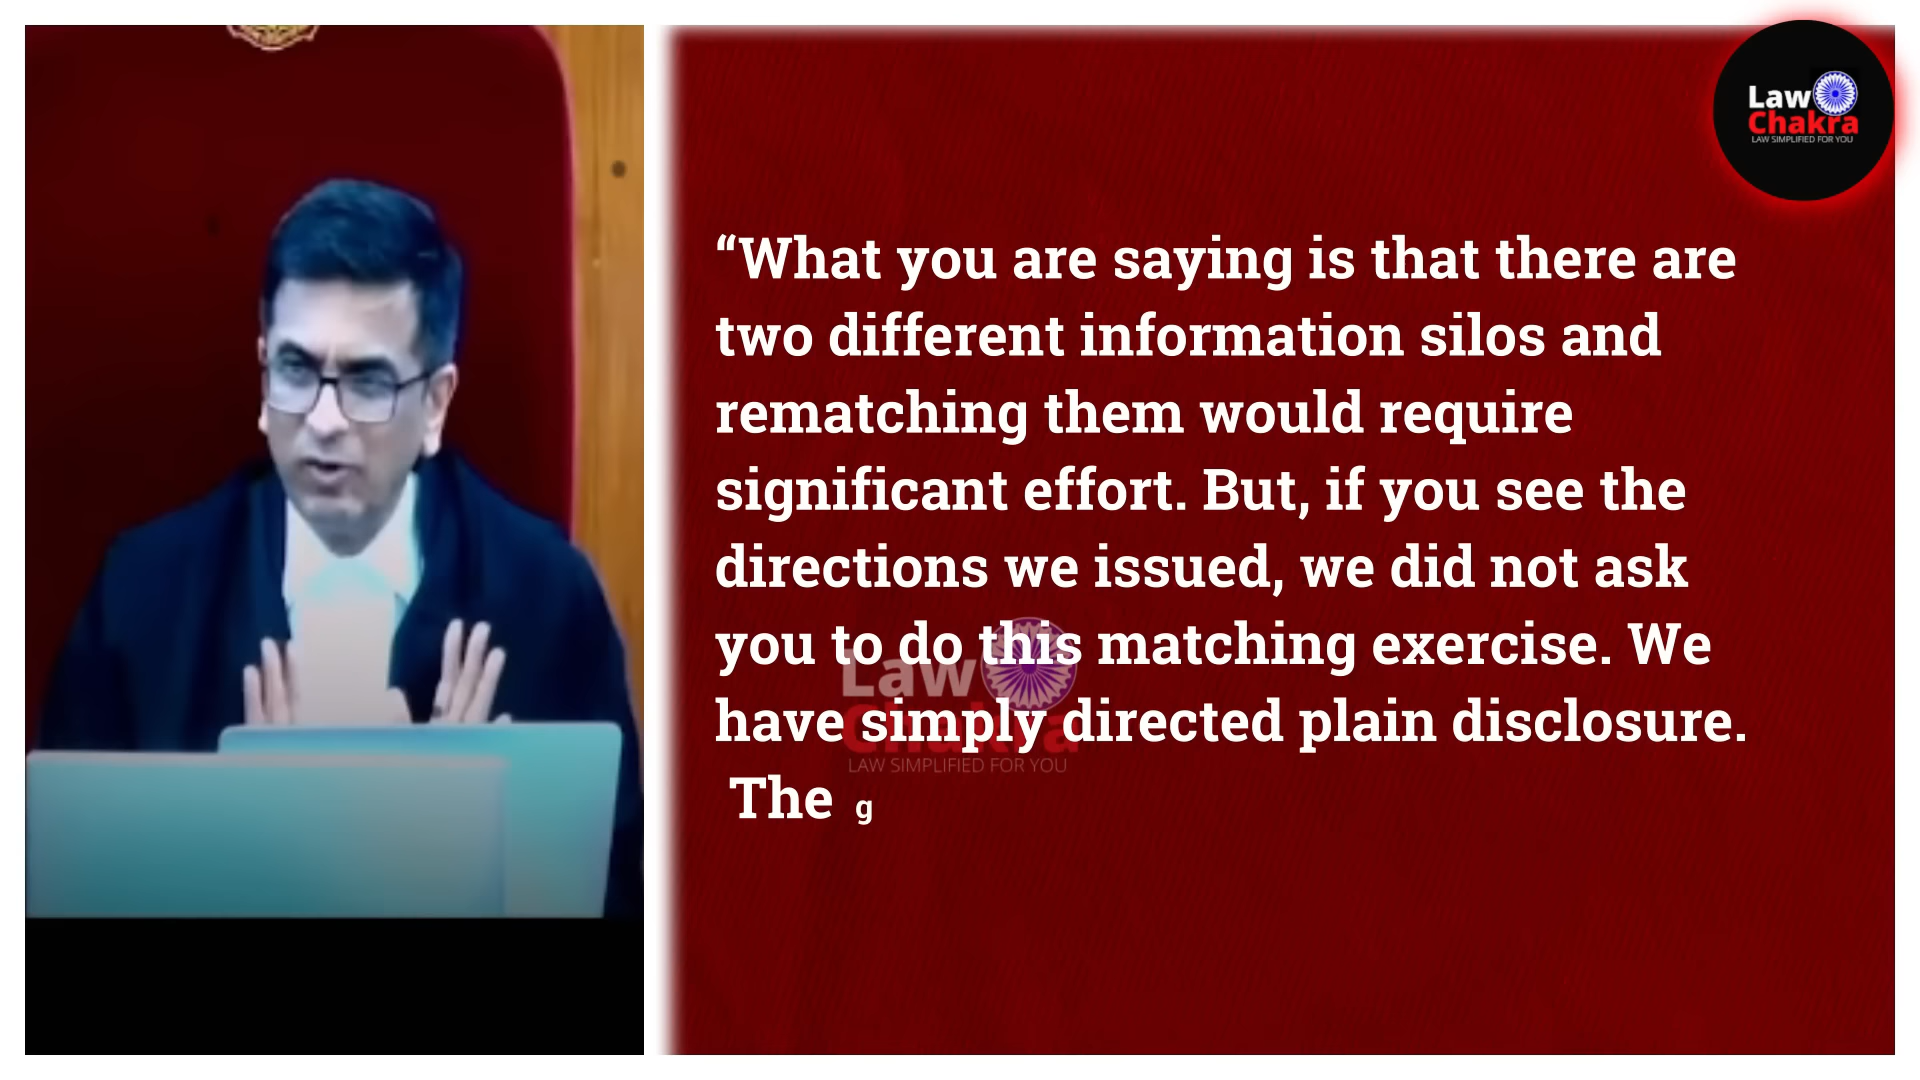 Law
Chakra
LAW SIMPLIFIED FOR YOU
“What you are saying is that there are
two different information silos and
rematching them would require
significant effort. But, if you see the
directions we issued, we did not ask
you to do this matching exercise. We
have simply directed plain disclosure.
The g
Law
Chakra
LAW SIMPLIFIED FOR YOU